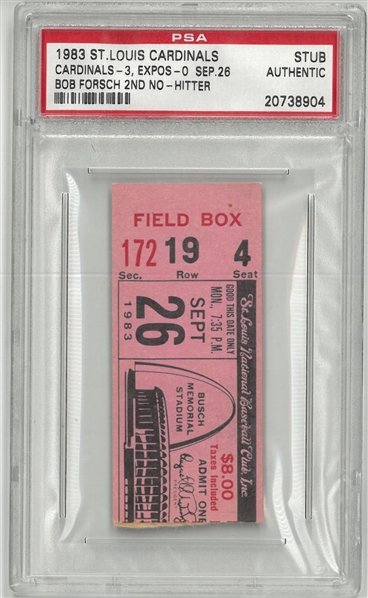 PSA
1983 ST.LOUIS CARDINALS STUB
CARDINALS-3, EXPOS-0 SEP.26 AUTHENTIC
BOB FORSCH 2ND NO-HITTER 20738904
FIELD BOX
172 19 4
Sec. Row Seat
GOOD THIS DATE ONLY
MON., 7:35 P.M.
SEPT
26
1983
St. Louis National Baseball Club, Inc.
BUSCH
MEMORIAL
STADIUM
$8.00
Taxes Included
ADMIT ONE